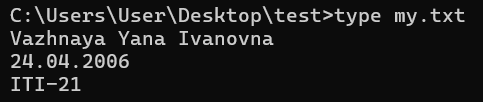 C:\Users\User\Desktop\test>type my.txt
Vazhnaya Yana Ivanovna
24.04.2006
ITI-21